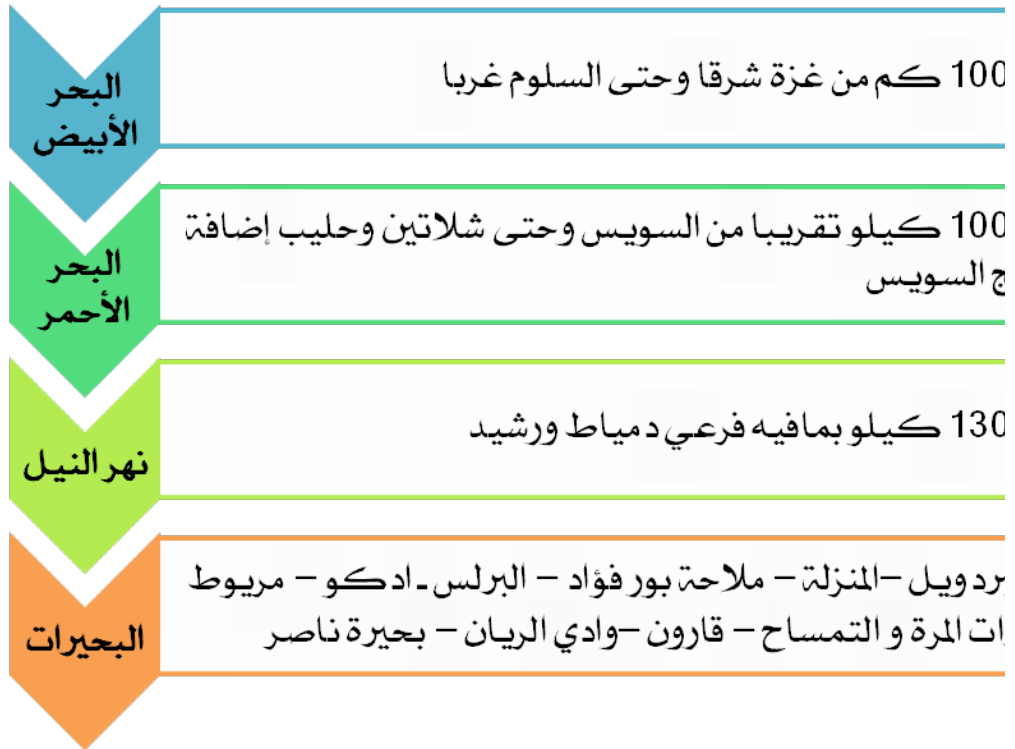 البحر
الأبيض
100 كم من غزة شرقا وحتى السلوم غربا
البحر
الأحمر
100 كيلو تقريبا من السويس وحتى شلاتين وحليب إضافة
ج السويس
نهر النيل
130 كيلو بمافيه فرعي دمياط ورشيد
البحيرات
بردويل –المنزلة – ملاحة بور فؤاد – البرلس ـ ادكو – مريوط
ات المرة و التمساح – قارون –وادي الريان – بحيرة ناصر